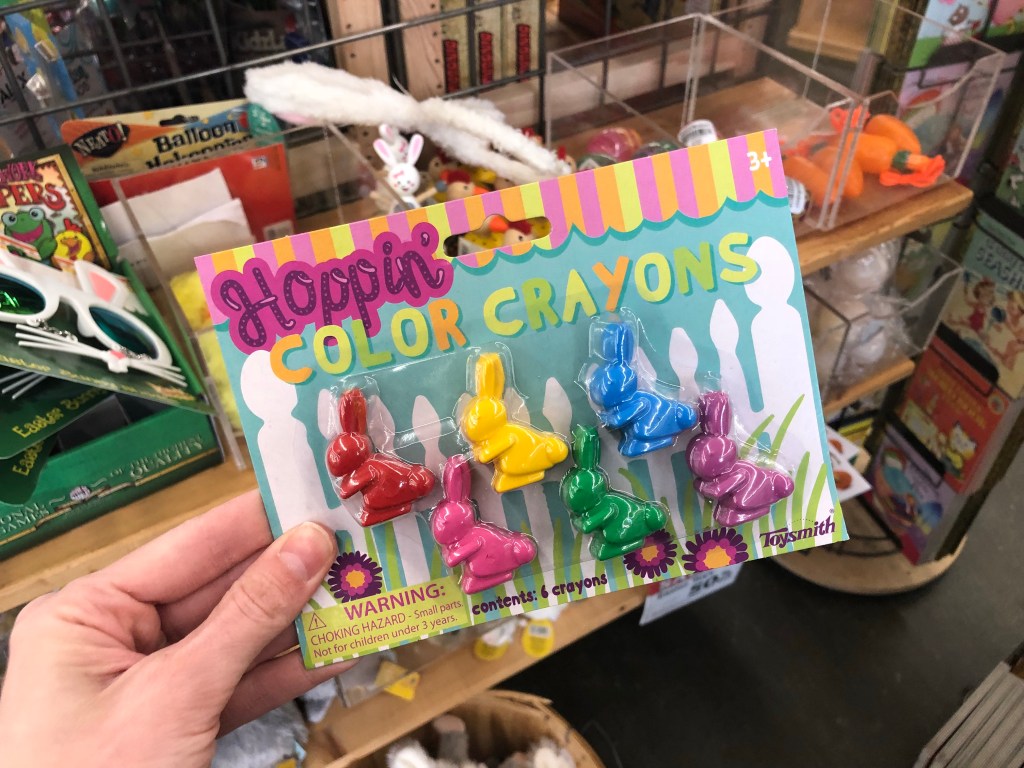 Balloon
Hoppin'
COLOR CRAYONS
3+
WARNING:
CHOKING HAZARD - Small parts.
Not for children under 3 years.
contents: 6 crayons
Toysmith